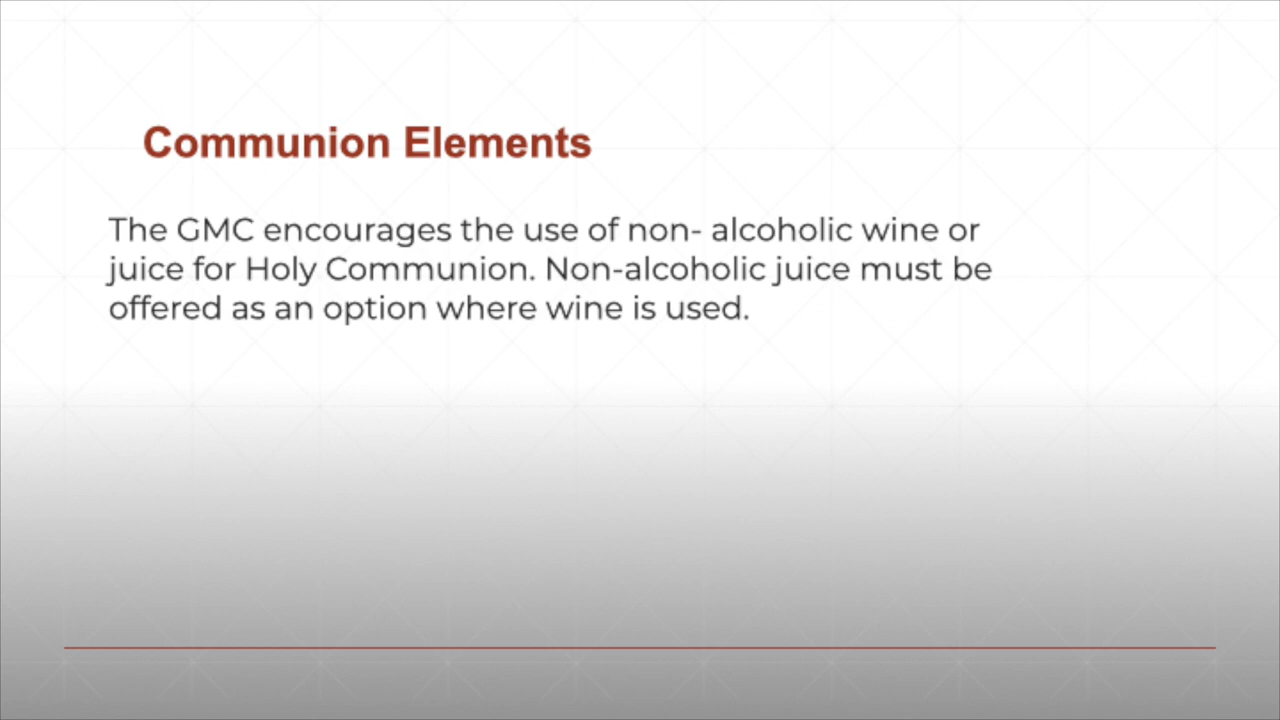 Communion Elements
The GMC encourages the use of non- alcoholic wine or
juice for Holy Communion. Non-alcoholic juice must be
offered as an option where wine is used.